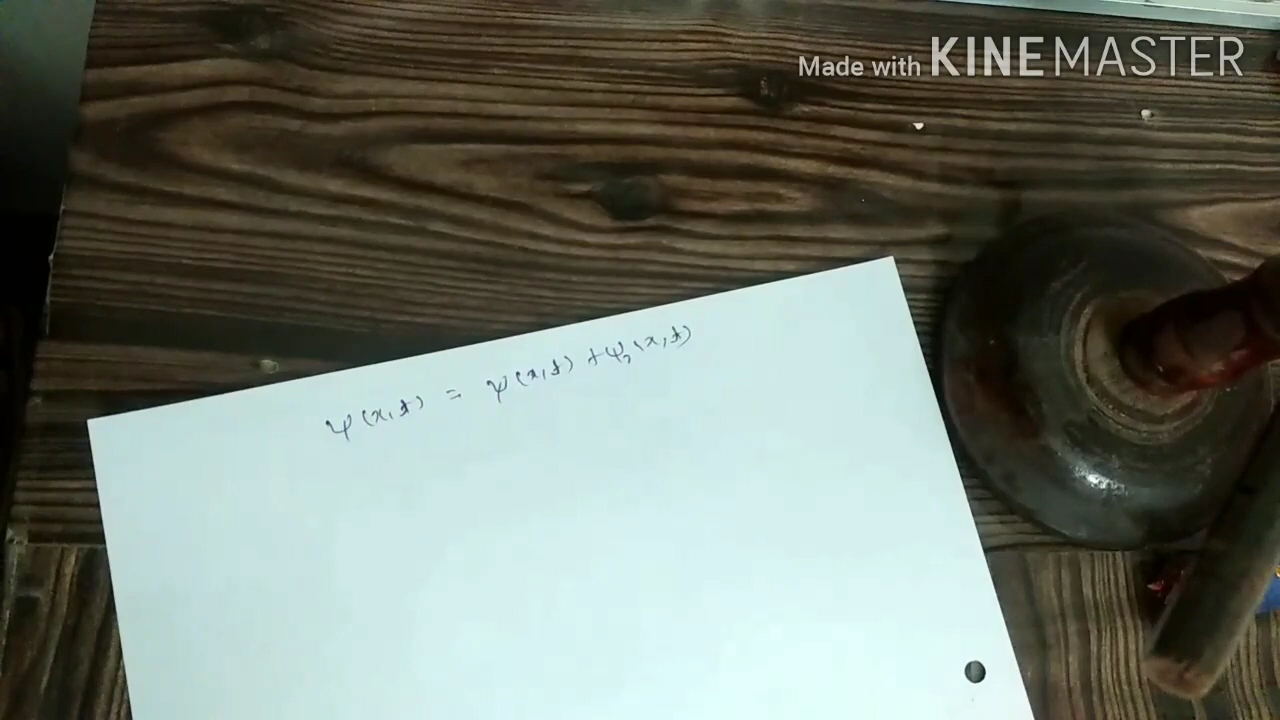 Made with KINEMASTER
ψ(x,t) = ψ(x,t) + ψ₂(x,t)